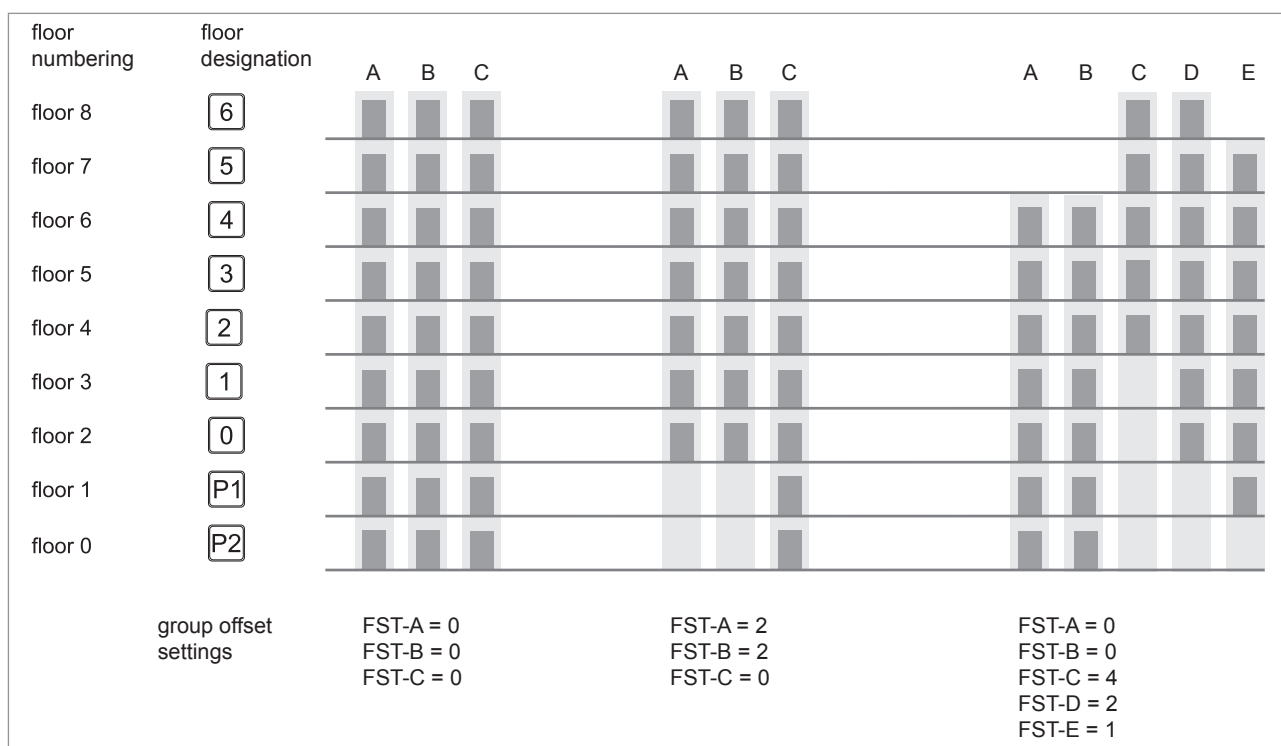 floor numbering
floor designation
A B C
A B C
A B C D E
floor 8 6
floor 7 5
floor 6 4
floor 5 3
floor 4 2
floor 3 1
floor 2 0
floor 1 P1
floor 0 P2
group offset settings
FST-A = 0
FST-B = 0
FST-C = 0
FST-A = 2
FST-B = 2
FST-C = 0
FST-A = 0
FST-B = 0
FST-C = 4
FST-D = 2
FST-E = 1